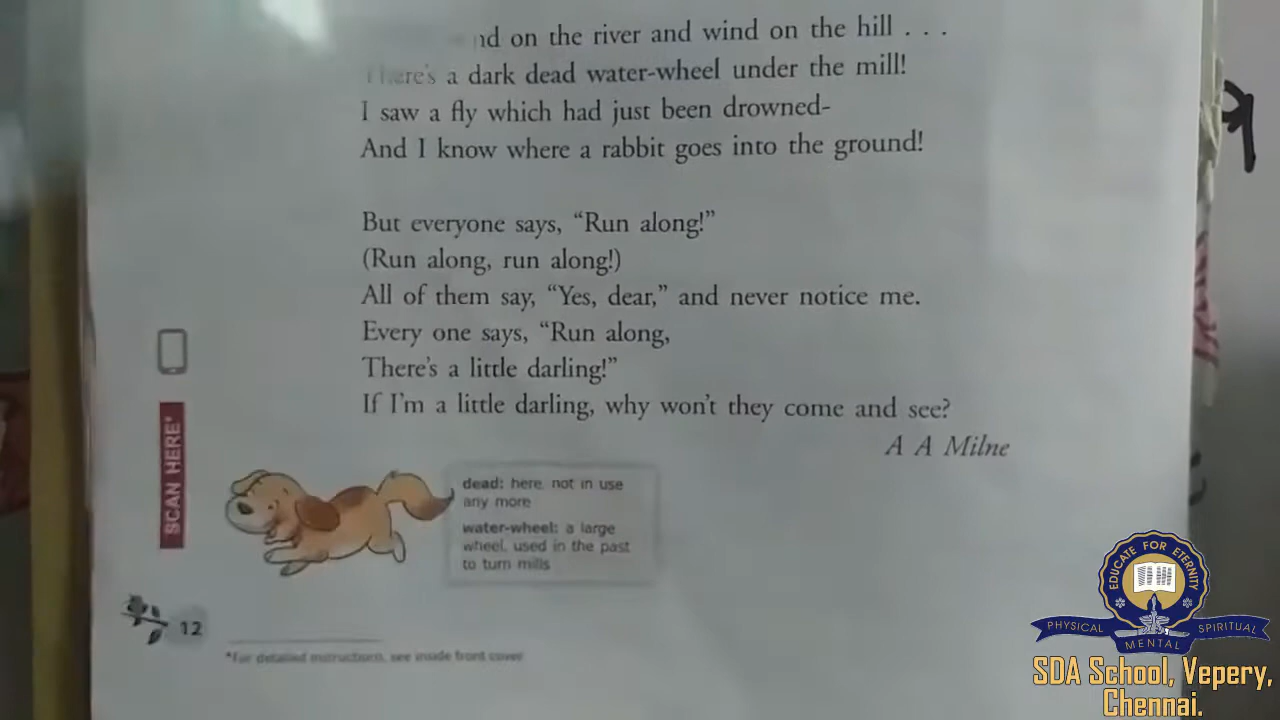 nd on the river and wind on the hill . . .
There's a dark dead water-wheel under the mill!
I saw a fly which had just been drowned-
And I know where a rabbit goes into the ground!
But everyone says, “Run along!”
(Run along, run along!)
All of them say, “Yes, dear,” and never notice me.
Every one says, “Run along,
There's a little darling!”
If I'm a little darling, why won't they come and see?
A A Milne
SCAN HERE*
dead: here, not in use
any more
water-wheel: a large
wheel, used in the past
to turn mills
12
*For detailed instructions, see inside front cover
EDUCATE FOR ETERNITY
PHYSICAL
MENTAL
SPIRITUAL
SDA School, Vepery,
Chennai.